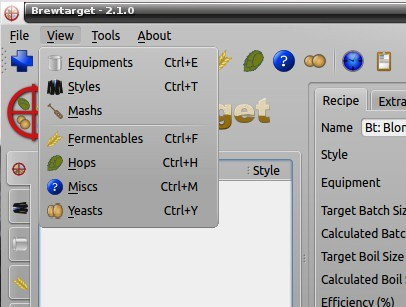 Brewtarget - 2.1.0
File View Tools About
Equipments Ctrl+E
Styles Ctrl+T
Mashs
Fermentables Ctrl+F
Hops Ctrl+H
Miscs Ctrl+M
Yeasts Ctrl+Y
get
Style
Recipe Extra
Name Bt: Blon
Style
Equipment
Target Batch Siz
Calculated Batc
Target Boil Size
Calculated Boil S
Efficiency (%)